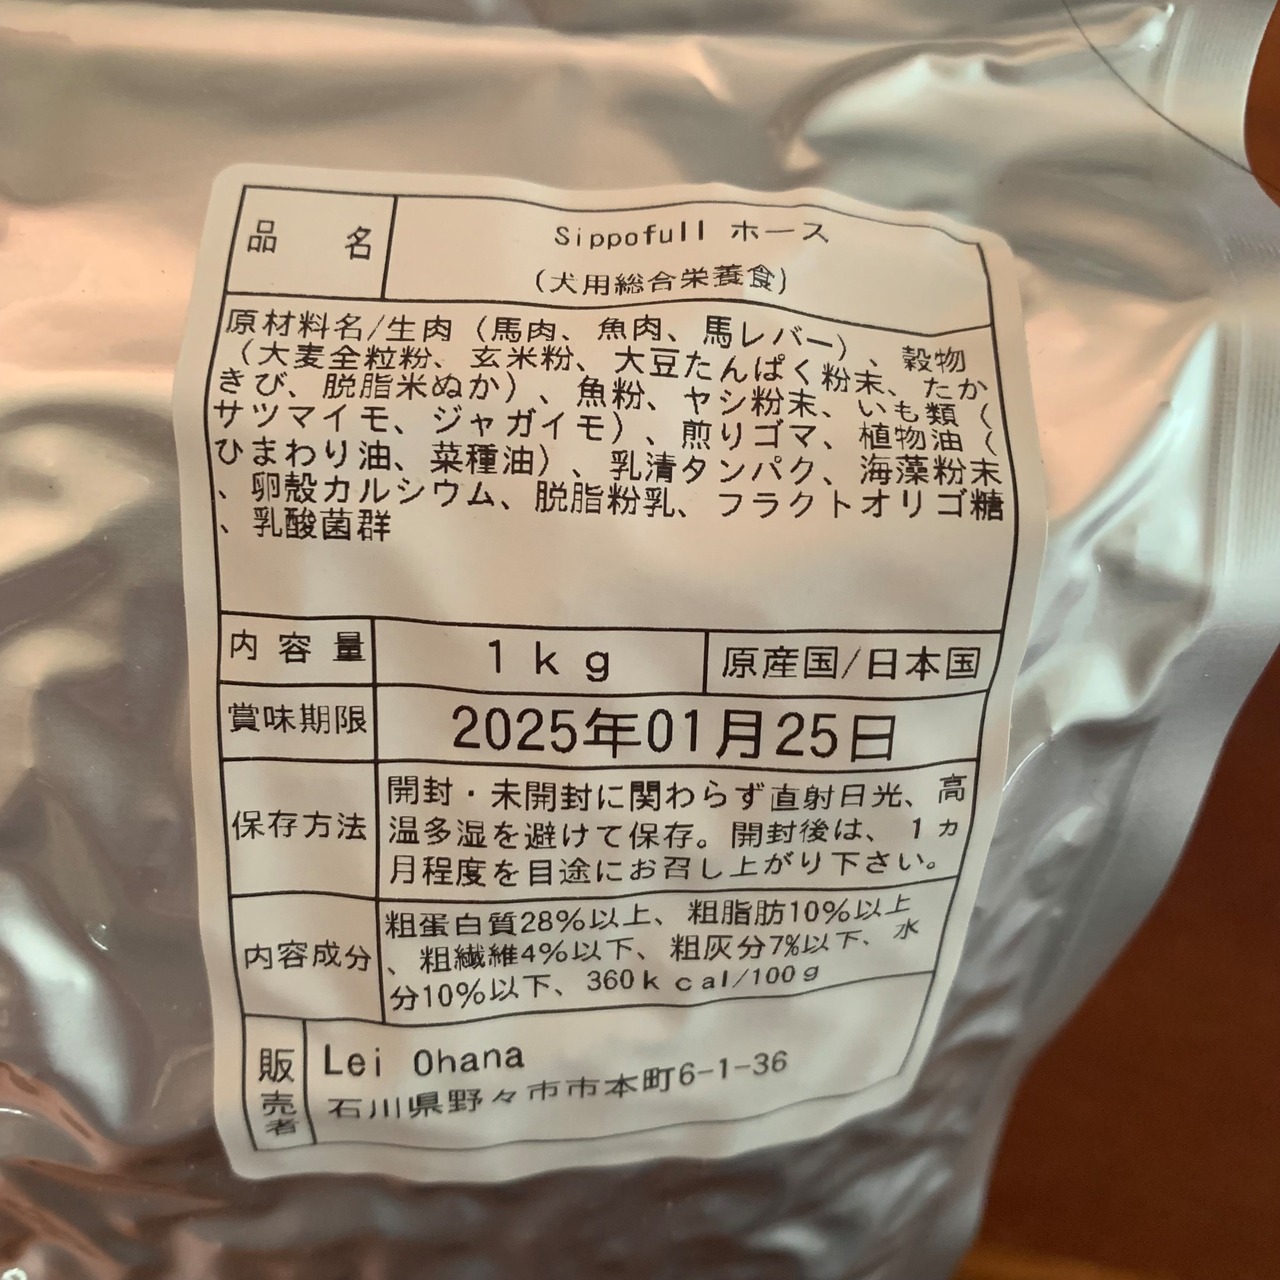 品名 Sippofull ホース
(犬用総合栄養食)
原材料名/生肉(馬肉、魚肉、馬レバー)、穀物
(大麦全粒粉、玄米粉、大豆たんぱく粉末、たか
きび、脱脂米ぬか)、魚粉、ヤシ粉末、いも類(
サツマイモ、ジャガイモ)、煎りゴマ、植物油(
ひまわり油、菜種油)、乳清タンパク、海藻粉末
、卵殻カルシウム、脱脂粉乳、フラクトオリゴ糖
、乳酸菌群
内容量 1kg 原産国/日本国
賞味期限 2025年01月25日
保存方法
開封・未開封に関わらず直射日光、高
温多湿を避けて保存。開封後は、1カ
月程度を目途にお召し上がり下さい。
内容成分
粗蛋白質28%以上、粗脂肪10%以上
、粗繊維4%以下、粗灰分7%以下、水
分10%以下、360kcal/100g
販売者
Lei Ohana
石川県野々市市本町6-1-36